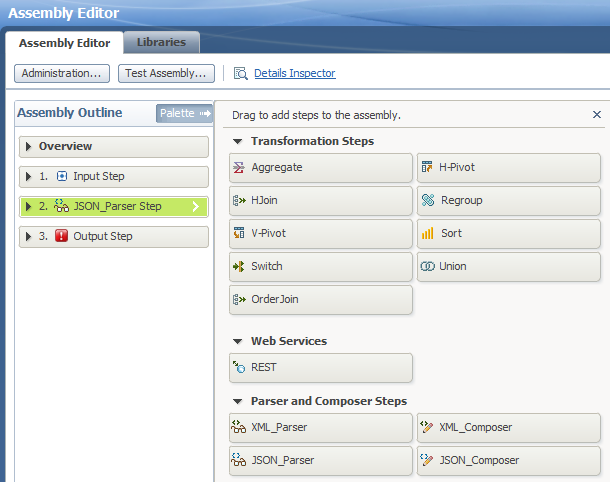 Assembly Editor
Assembly Editor
Libraries
Administration...
Test Assembly...
Details Inspector
Assembly Outline
Palette
Overview
1. Input Step
2. JSON_Parser Step
3. Output Step
Drag to add steps to the assembly.
Transformation Steps
Aggregate
H-Pivot
HJoin
Regroup
V-Pivot
Sort
Switch
Union
OrderJoin
Web Services
REST
Parser and Composer Steps
XML_Parser
XML_Composer
JSON_Parser
JSON_Composer